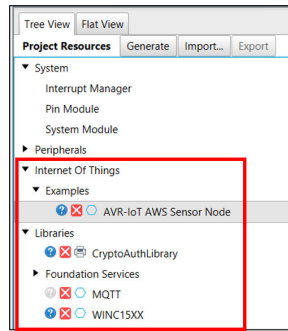 Tree View Flat View
Project Resources Generate Import... Export
System
Interrupt Manager
Pin Module
System Module
Peripherals
Internet Of Things
Examples
AVR-IoT AWS Sensor Node
Libraries
CryptoAuthLibrary
Foundation Services
MQTT
WINC15XX